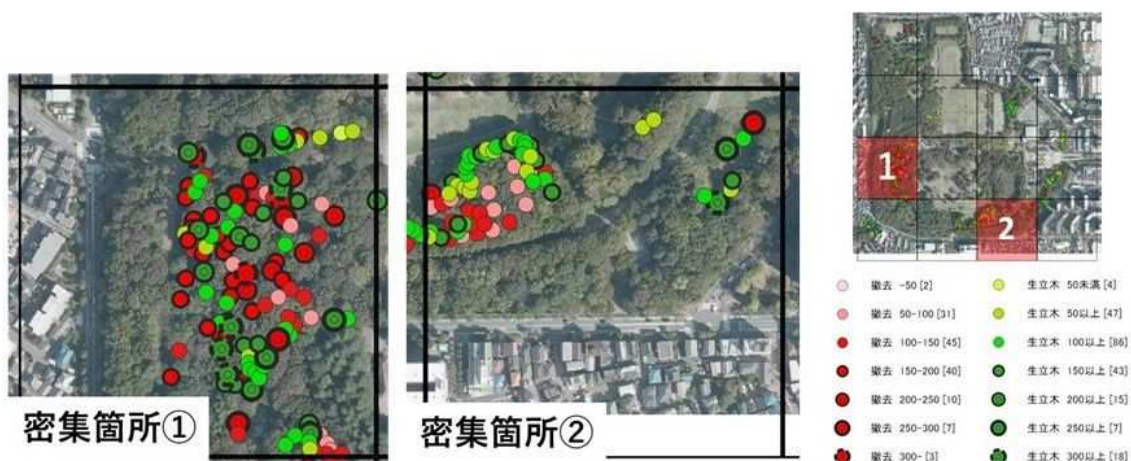 密集箇所①
密集箇所②
1
2
撤去 -50 [2]
撤去 50-100 [31]
撤去 100-150 [45]
撤去 150-200 [40]
撤去 200-250 [10]
撤去 250-300 [7]
撤去 300- [3]
生立木 50未満 [4]
生立木 50以上 [47]
生立木 100以上 [86]
生立木 150以上 [43]
生立木 200以上 [15]
生立木 250以上 [7]
生立木 300以上 [18]